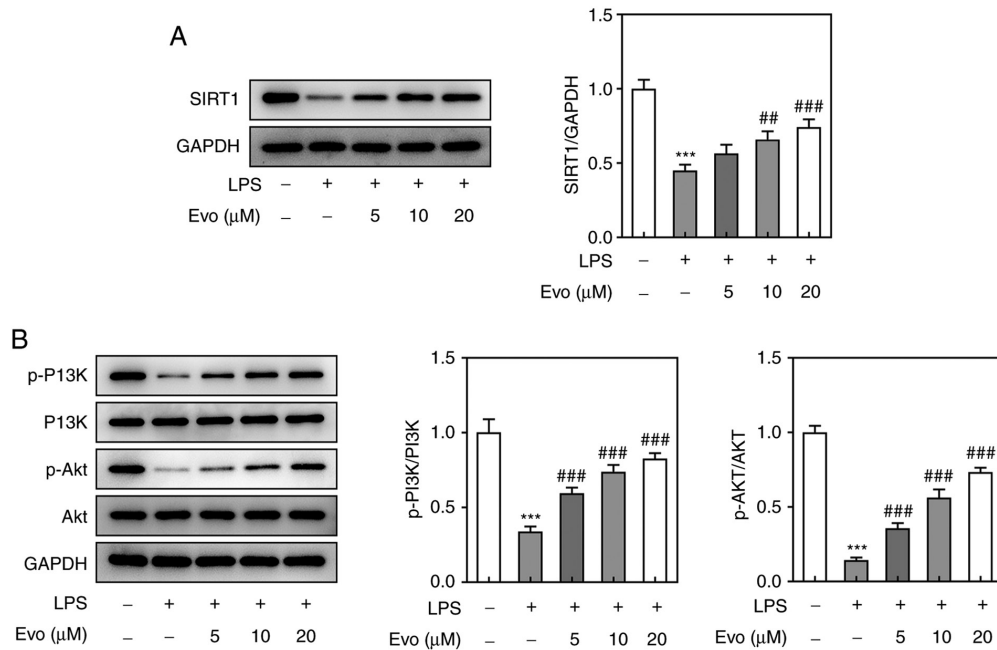 A
SIRT1
GAPDH
LPS – + + + +
Evo (μM) – – 5 10 20
SIRT1/GAPDH
1.5
1.0
0.5
0.0
***
##
###
LPS – + + + +
Evo (μM) – – 5 10 20
B
p-P13K
P13K
p-Akt
Akt
GAPDH
LPS – + + + +
Evo (μM) – – 5 10 20
p-PI3K/PI3K
1.5
1.0
0.5
0.0
***
###
###
###
LPS – + + + +
Evo (μM) – – 5 10 20
p-AKT/AKT
1.5
1.0
0.5
0.0
***
###
###
###
LPS – + + + +
Evo (μM) – – 5 10 20